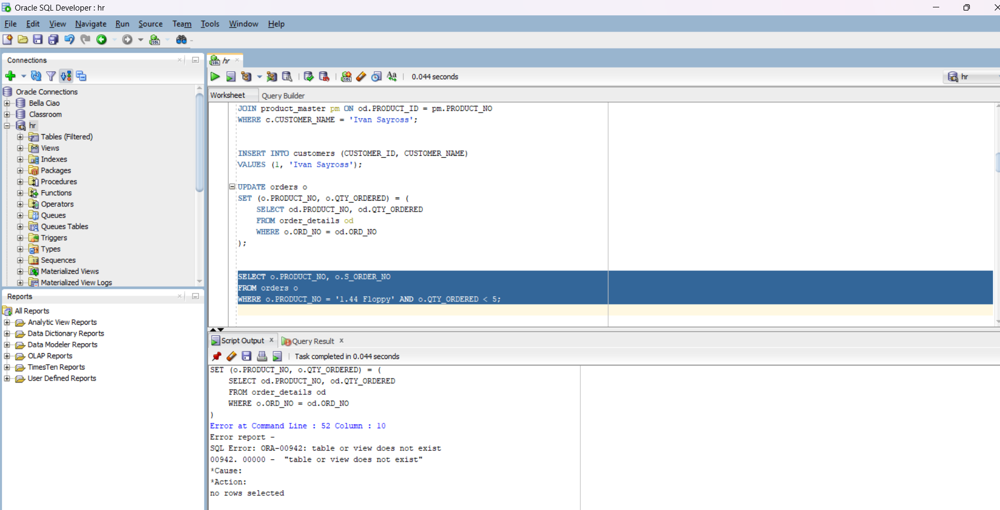 Oracle SQL Developer : hr
File Edit View Navigate Run Source Team Tools Window Help
Connections
Oracle Connections
Bella Ciao
Classroom
hr
Tables (Filtered)
Views
Indexes
Packages
Procedures
Functions
Operators
Queues
Queues Tables
Triggers
Types
Sequences
Materialized Views
Materialized View Logs
Reports
All Reports
Analytic View Reports
Data Dictionary Reports
Data Modeler Reports
OLAP Reports
TimesTen Reports
User Defined Reports
hr
0.044 seconds
hr
Worksheet Query Builder
JOIN product_master pm ON od.PRODUCT_ID = pm.PRODUCT_NO
WHERE c.CUSTOMER_NAME = 'Ivan Sayross';
INSERT INTO customers (CUSTOMER_ID, CUSTOMER_NAME)
VALUES (1, 'Ivan Sayross');
UPDATE orders o
SET (o.PRODUCT_NO, o.QTY_ORDERED) = (
SELECT od.PRODUCT_NO, od.QTY_ORDERED
FROM order_details od
WHERE o.ORD_NO = od.ORD_NO
);
SELECT o.PRODUCT_NO, o.S_ORDER_NO
FROM orders o
WHERE o.PRODUCT_NO = '1.44 Floppy' AND o.QTY_ORDERED < 5;
Script Output Query Result
Task completed in 0.044 seconds
SET (o.PRODUCT_NO, o.QTY_ORDERED) = (
SELECT od.PRODUCT_NO, od.QTY_ORDERED
FROM order_details od
WHERE o.ORD_NO = od.ORD_NO
)
Error at Command Line : 52 Column : 10
Error report -
SQL Error: ORA-00942: table or view does not exist
00942. 00000 - "table or view does not exist"
*Cause:
*Action:
no rows selected